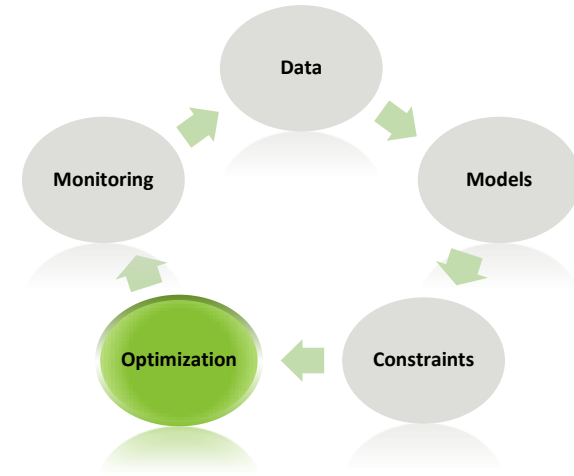 Data
Monitoring
Models
Optimization
Constraints